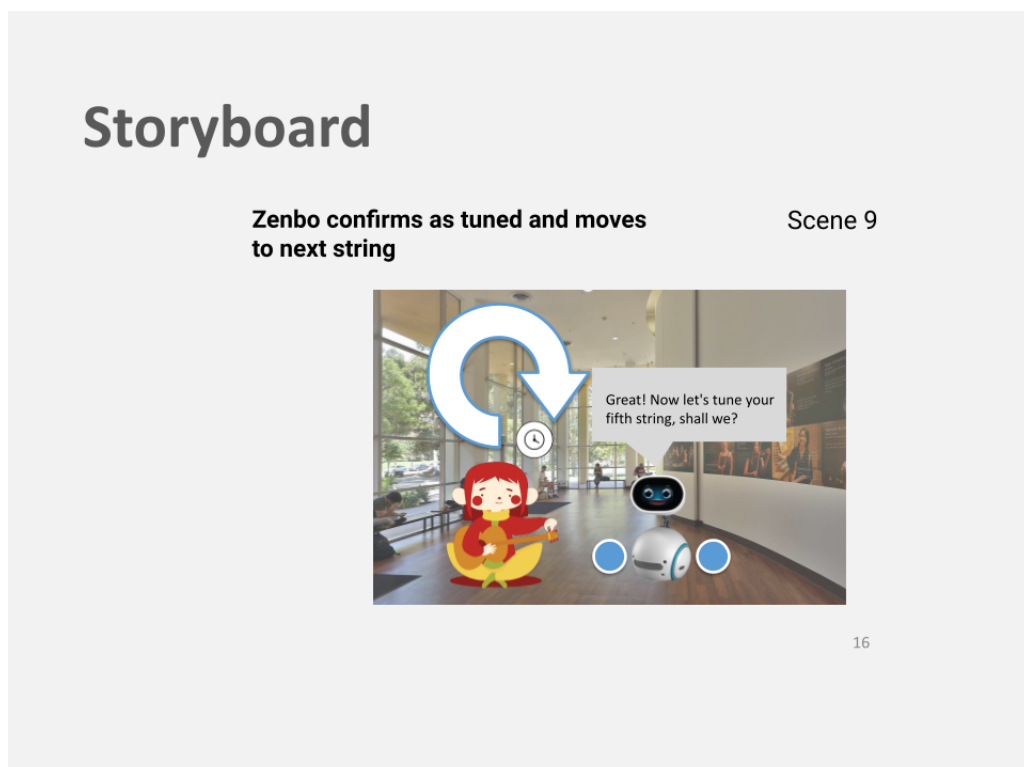 Storyboard
Zenbo confirms as tuned and moves
to next string
Scene 9
Great! Now let's tune your
fifth string, shall we?
16